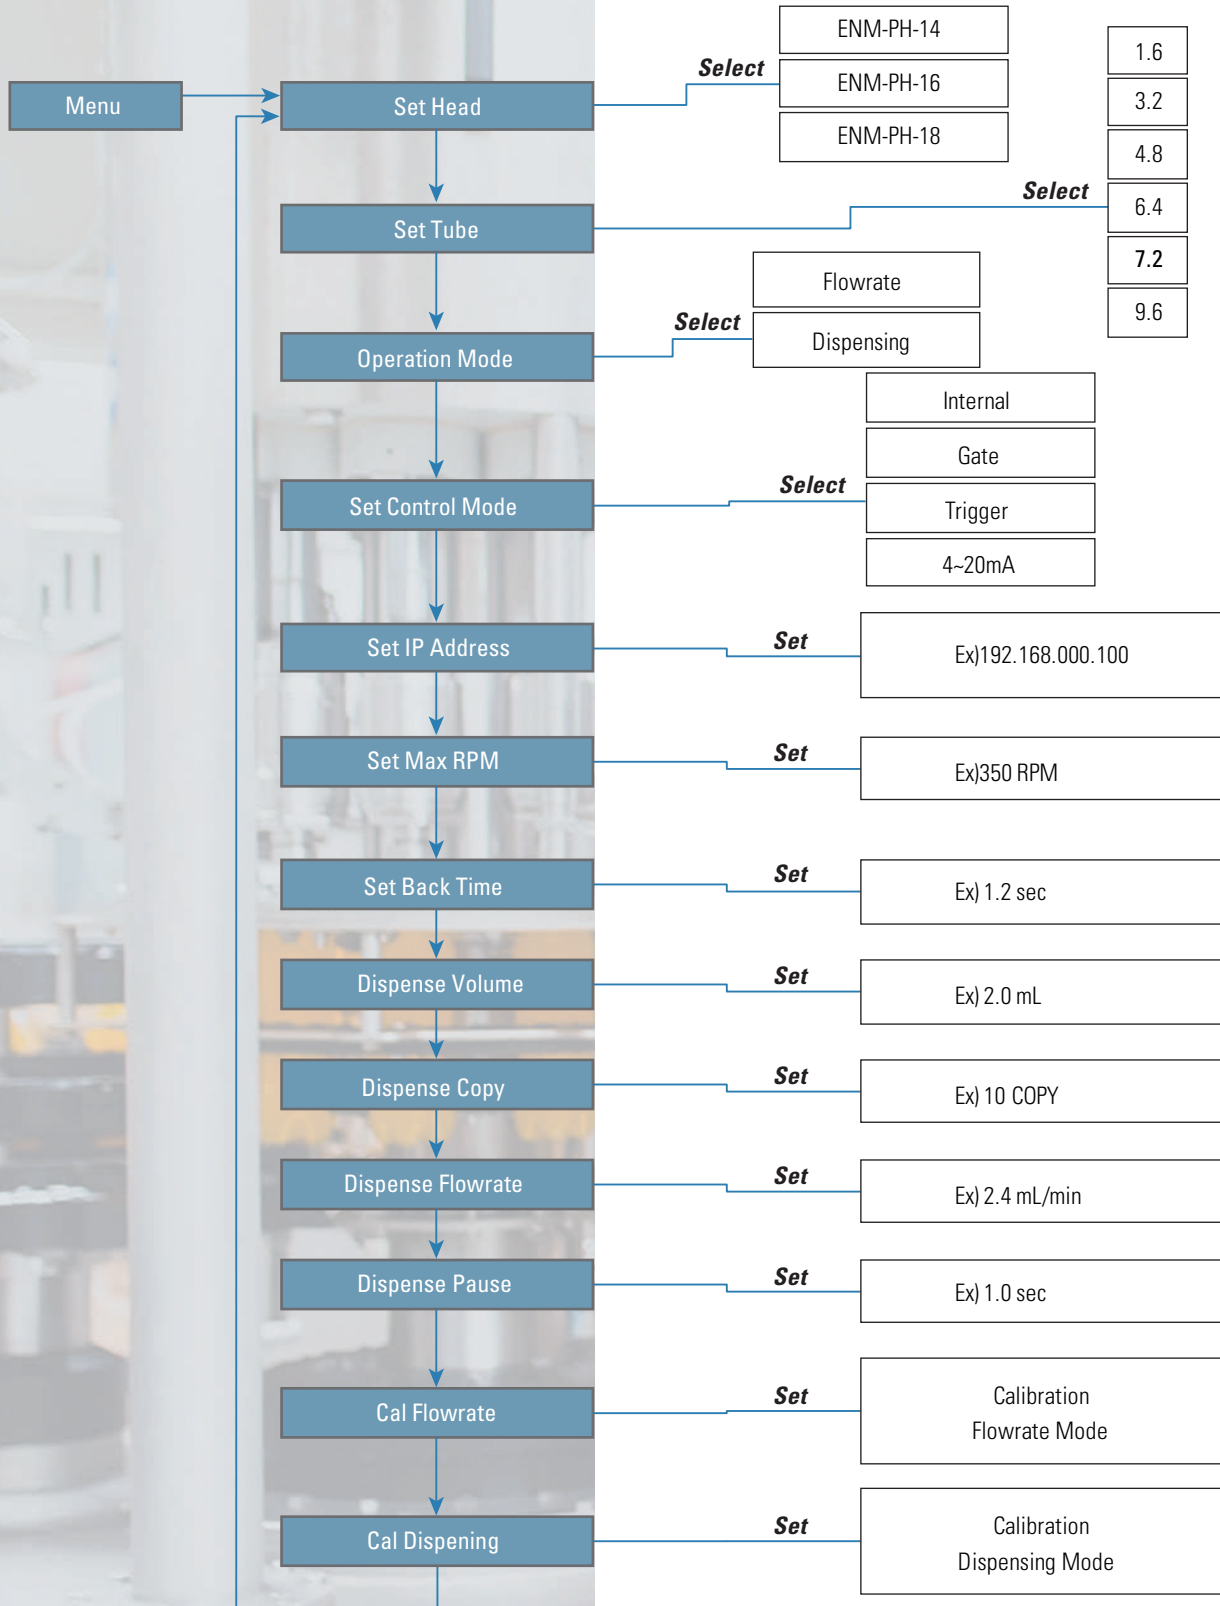 Menu
Set Head
Select
ENM-PH-14
ENM-PH-16
ENM-PH-18
Set Tube
Select
1.6
3.2
4.8
6.4
7.2
9.6
Operation Mode
Select
Flowrate
Dispensing
Set Control Mode
Select
Internal
Gate
Trigger
4~20mA
Set IP Address
Set
Ex)192.168.000.100
Set Max RPM
Set
Ex)350 RPM
Set Back Time
Set
Ex) 1.2 sec
Dispense Volume
Set
Ex) 2.0 mL
Dispense Copy
Set
Ex) 10 COPY
Dispense Flowrate
Set
Ex) 2.4 mL/min
Dispense Pause
Set
Ex) 1.0 sec
Cal Flowrate
Set
Calibration
Flowrate Mode
Cal Dispening
Set
Calibration
Dispensing Mode